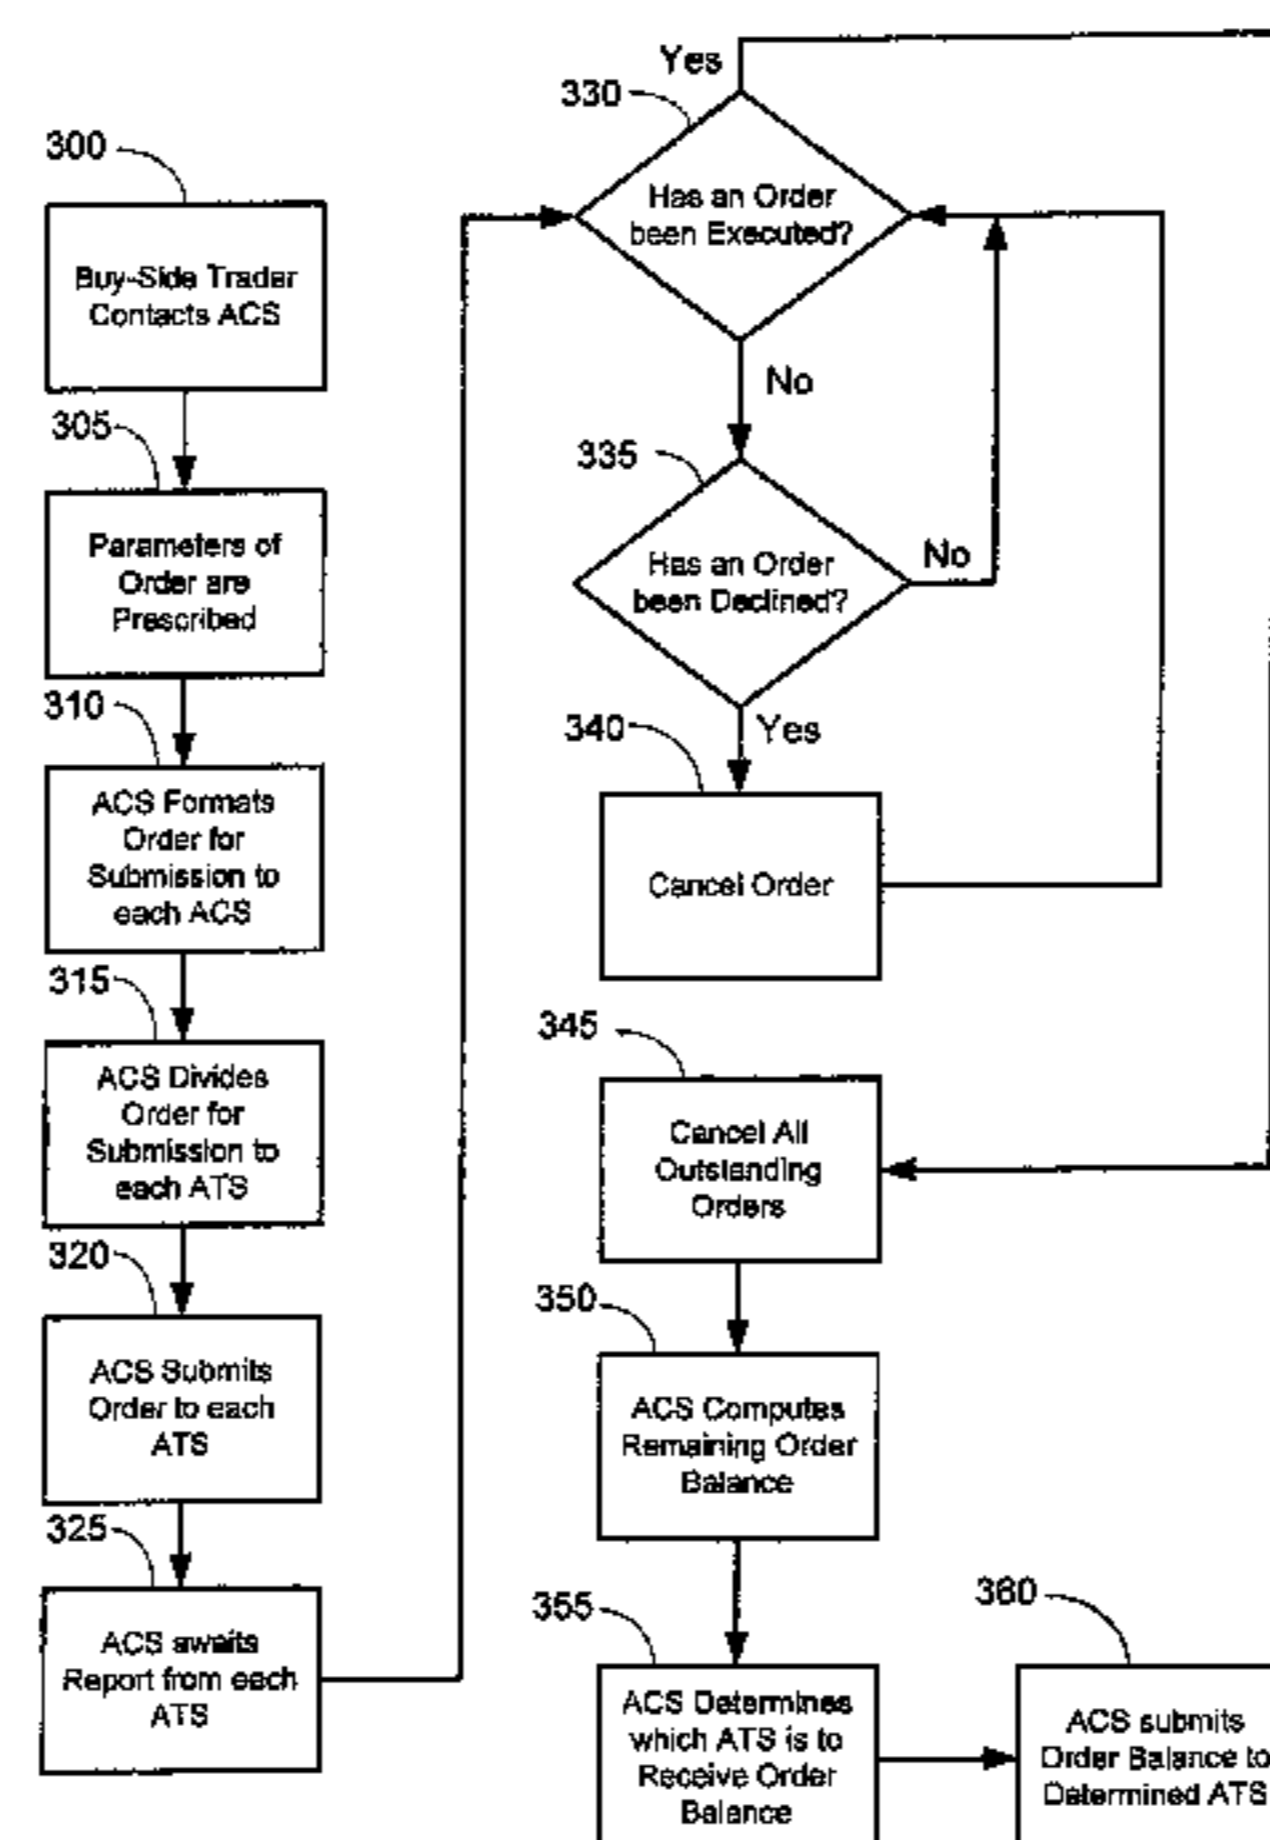 300
Buy-Side Trader
Contacts ACS
305
Parameters of
Order are
Prescribed
310
ACS Formats
Order for
Submission to
each ACS
315
ACS Divides
Order for
Submission to
each ATS
320
ACS Submits
Order to each
ATS
325
ACS awaits
Report from each
ATS
Yes
330
Has an Order
been Executed?
No
335
Has an Order
been Declined?
No
Yes
340
Cancel Order
345
Cancel All
Outstanding
Orders
350
ACS Computes
Remaining Order
Balance
355
ACS Determines
which ATS is to
Receive Order
Balance
360
ACS submits
Order Balance to
Determined ATS